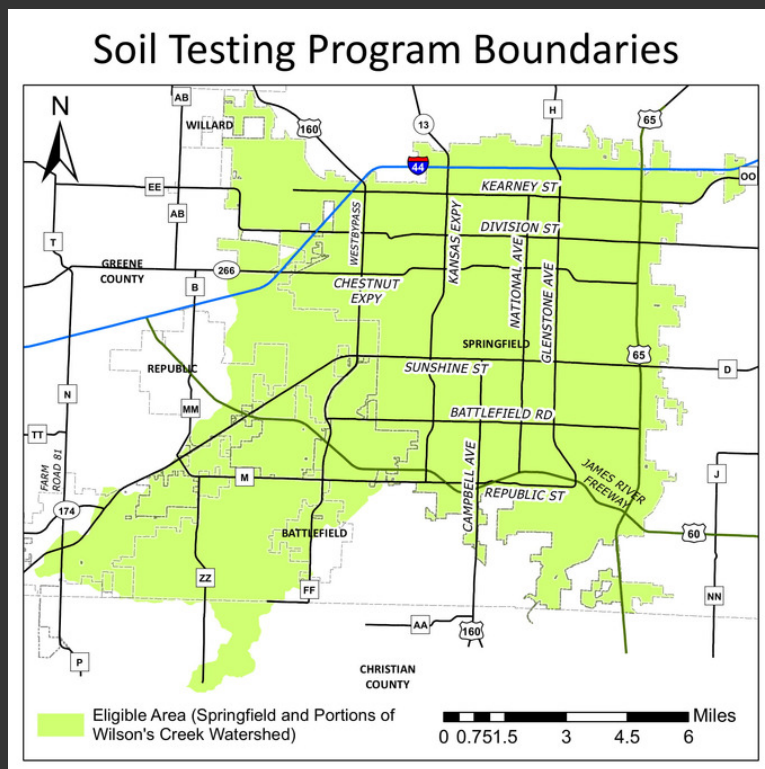 Soil Testing Program Boundaries
N
AB
WILLARD
160
13
H
65
44
OO
EE
KEARNEY ST
AB
WESTBYPASS
KANSAS EXPY
DIVISION ST
NATIONAL AVE
GLENSTONE AVE
T
GREENE
COUNTY
266
B
CHESTNUT
EXPY
SPRINGFIELD
65
REPUBLIC
SUNSHINE ST
D
N
MM
BATTLEFIELD RD
TT
FARM
ROAD 81
M
CAMPBELL AVE
JAMES RIVER
FREEWAY
J
REPUBLIC ST
174
BATTLEFIELD
60
ZZ
FF
NN
AA
160
P
CHRISTIAN
COUNTY
Eligible Area (Springfield and Portions of
Wilson's Creek Watershed)
Miles
0 0.751.5 3 4.5 6